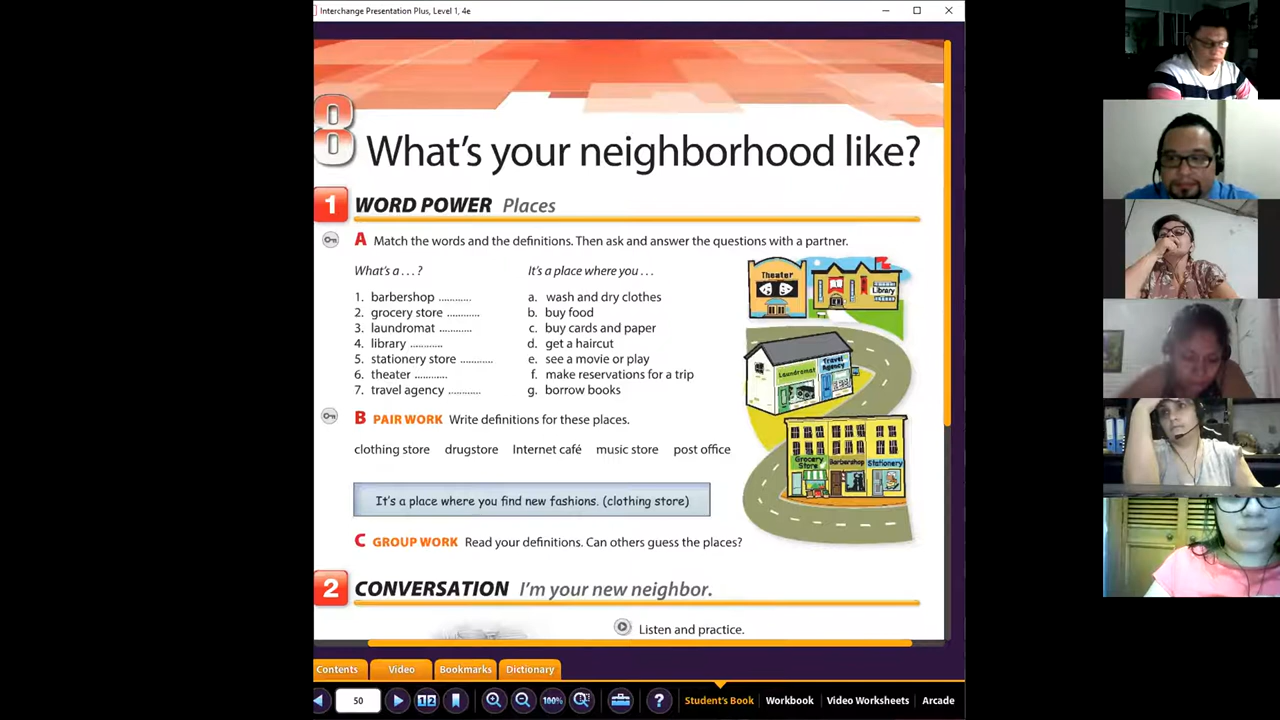 Interchange Presentation Plus, Level 1, 4e
8
What's your neighborhood like?
1 WORD POWER Places
A Match the words and the definitions. Then ask and answer the questions with a partner.
What's a . . . ?
1. barbershop ............
2. grocery store ............
3. laundromat ............
4. library ............
5. stationery store ............
6. theater ............
7. travel agency ............
It's a place where you . . .
a. wash and dry clothes
b. buy food
c. buy cards and paper
d. get a haircut
e. see a movie or play
f. make reservations for a trip
g. borrow books
Theater
Library
Laundromat
Travel
Agency
Grocery
Store
Barbershop
Stationery
B PAIR WORK Write definitions for these places.
clothing store drugstore Internet café music store post office
It's a place where you find new fashions. (clothing store)
C GROUP WORK Read your definitions. Can others guess the places?
2 CONVERSATION I'm your new neighbor.
Listen and practice.
Contents Video Bookmarks Dictionary
50 1 2 100% ? Student's Book Workbook Video Worksheets Arcade